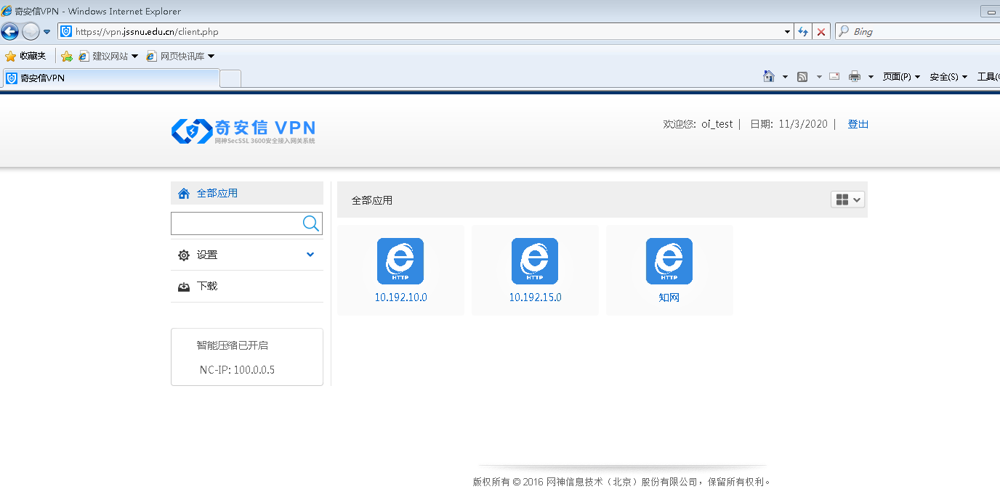 奇安信VPN - Windows Internet Explorer
https://vpn.jssnu.edu.cn/client.php
Bing
收藏夹 建议网站 网页快讯库
奇安信VPN
页面(P) 安全(S) 工具(
奇安信 VPN
网神SecSSL 3600安全接入网关系统
欢迎您: oi_test | 日期: 11/3/2020 | 登出
全部应用
设置
下载
智能压缩已开启
NC-IP: 100.0.0.5
全部应用
HTTP HTTP HTTP
10.192.10.0 10.192.15.0 知网
版权所有 © 2016 网神信息技术（北京）股份有限公司，保留所有权利。